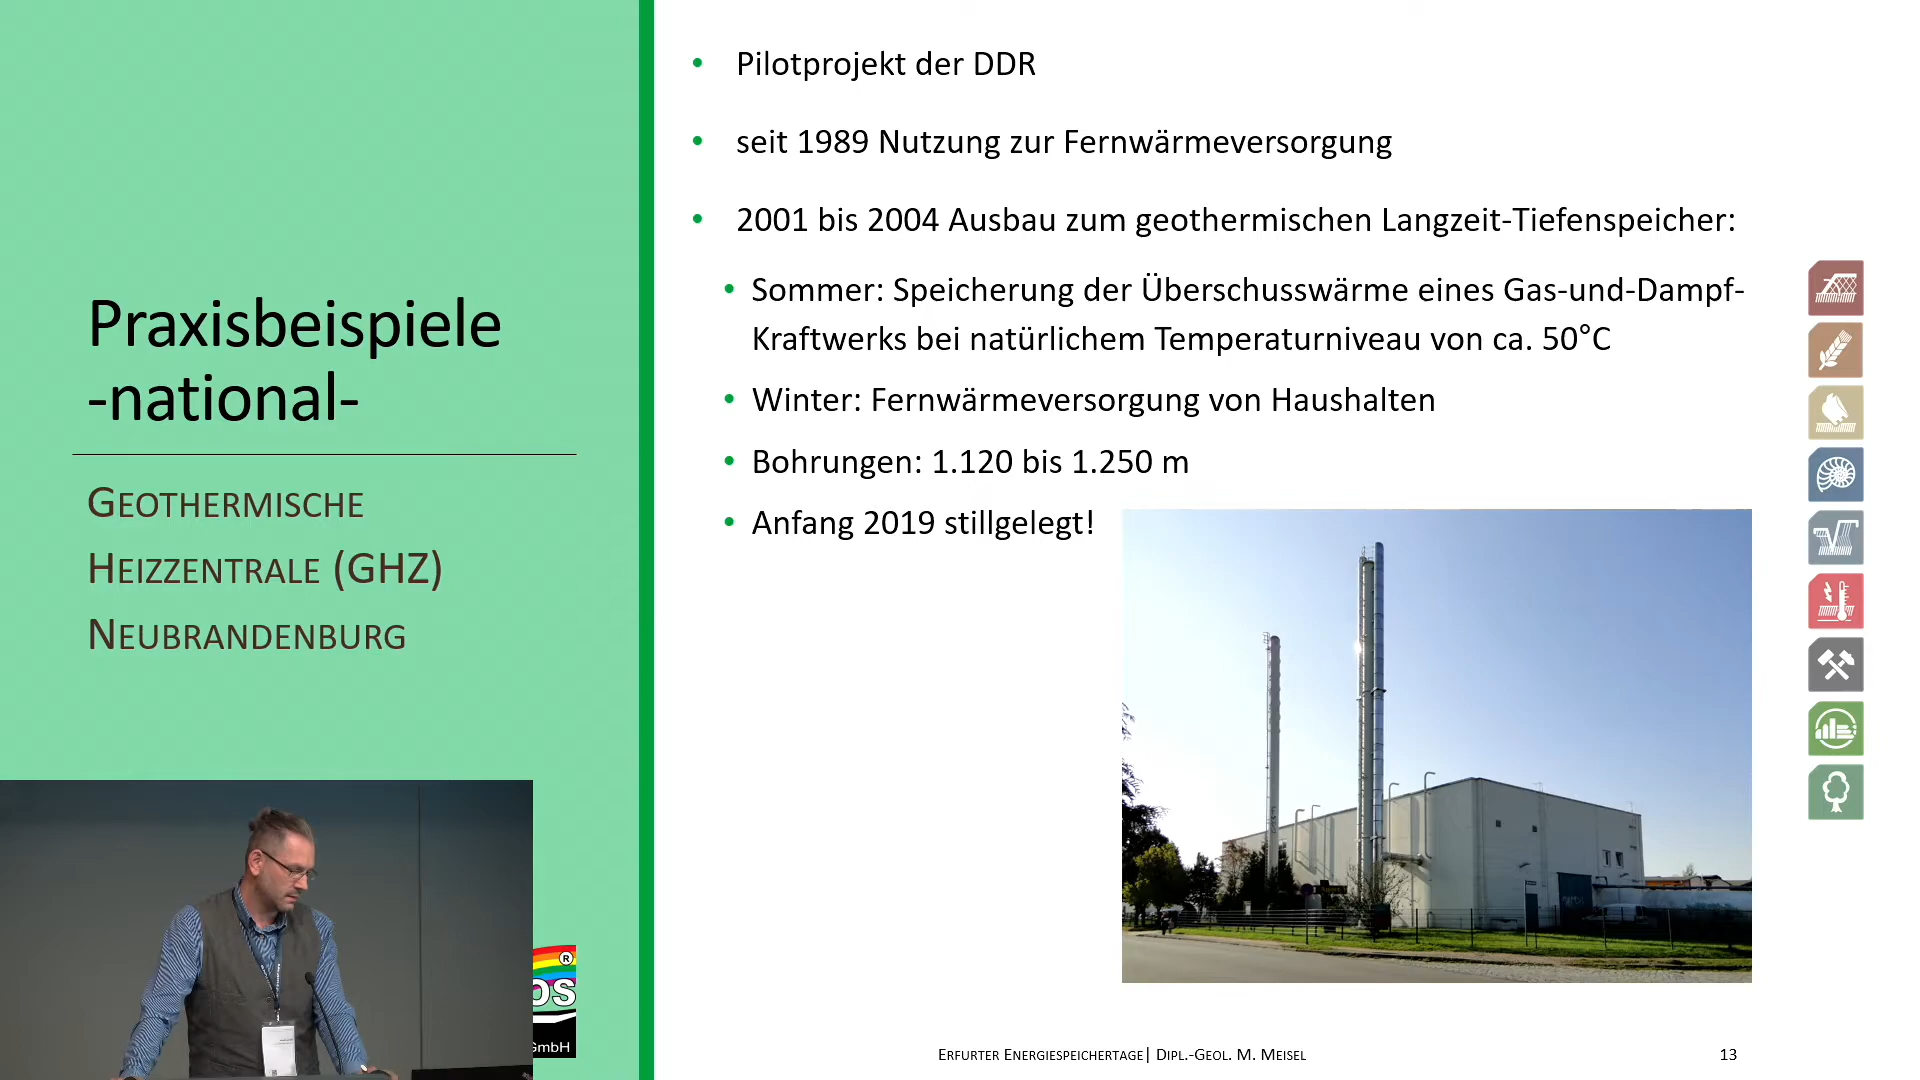 Praxisbeispiele
-national-
GEOTHERMISCHE
HEIZZENTRALE (GHZ)
NEUBRANDENBURG
• Pilotprojekt der DDR
• seit 1989 Nutzung zur Fernwärmeversorgung
• 2001 bis 2004 Ausbau zum geothermischen Langzeit-Tiefenspeicher:
• Sommer: Speicherung der Überschusswärme eines Gas-und-Dampf-
Kraftwerks bei natürlichem Temperaturniveau von ca. 50°C
• Winter: Fernwärmeversorgung von Haushalten
• Bohrungen: 1.120 bis 1.250 m
• Anfang 2019 stillgelegt!
®
OS
GmbH
ERFURTER ENERGIESPEICHERTAGE| DIPL.-GEOL. M. MEISEL
13